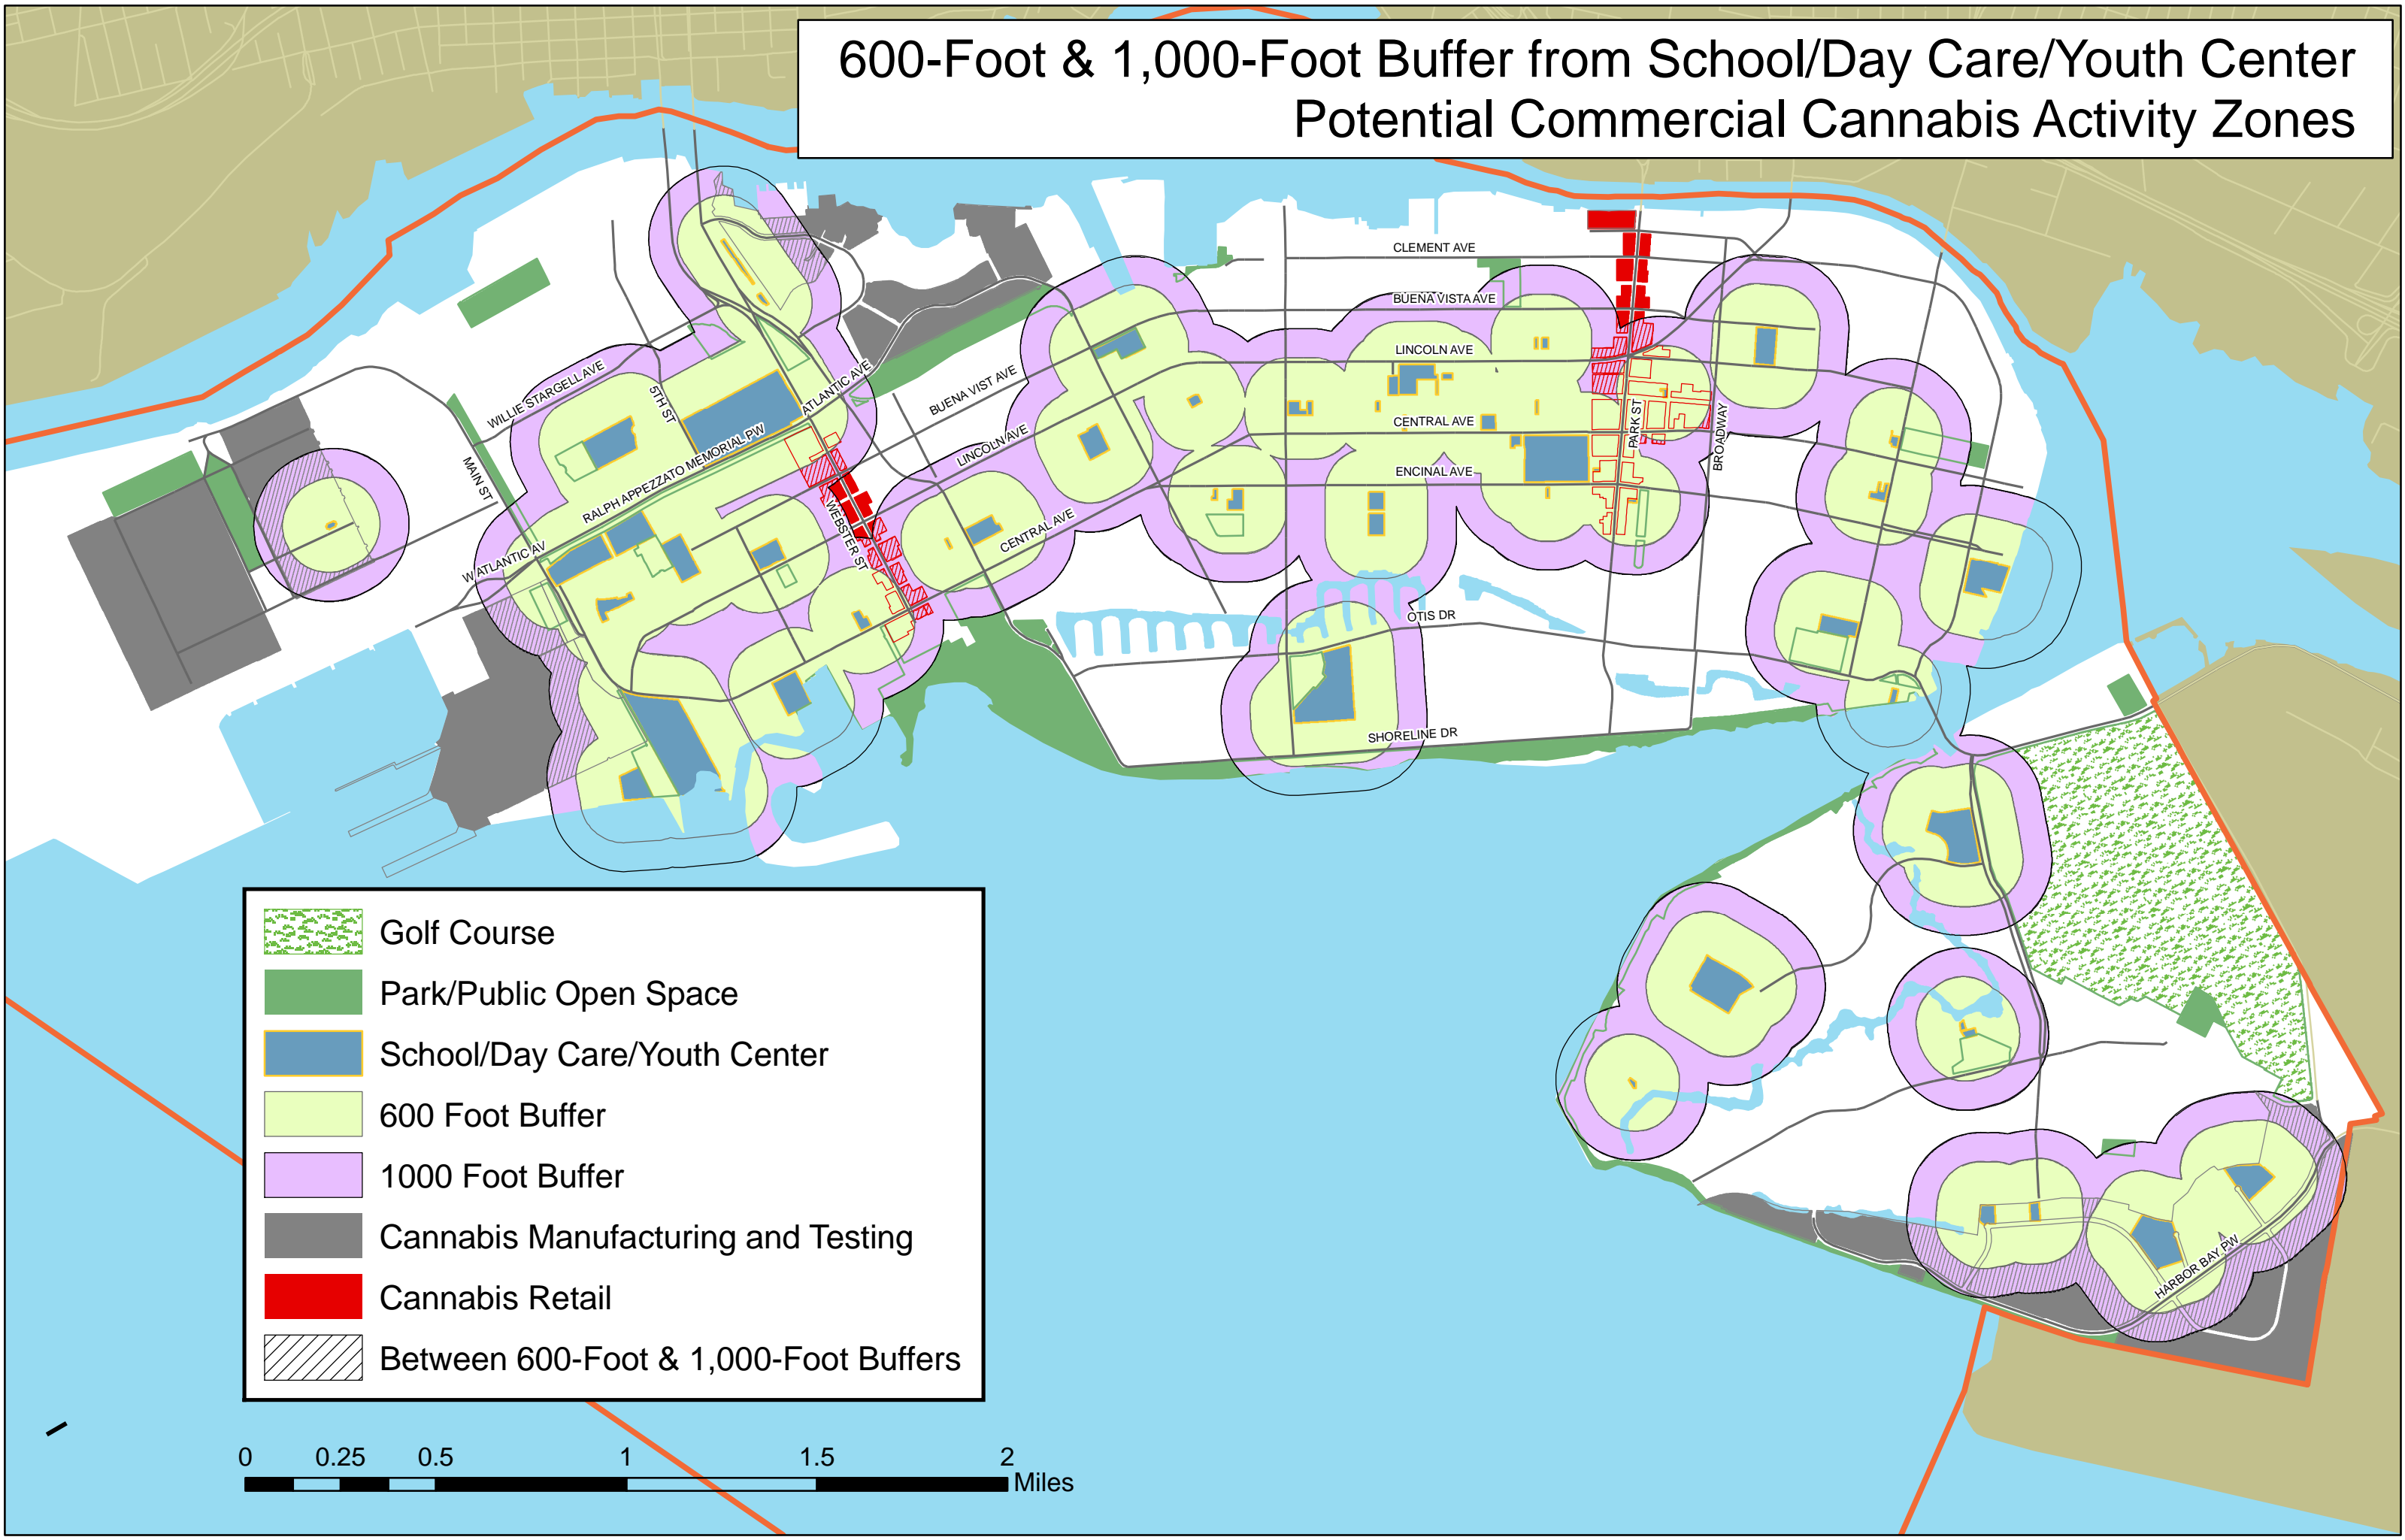 600-Foot & 1,000-Foot Buffer from School/Day Care/Youth Center
Potential Commercial Cannabis Activity Zones
CLEMENT AVE
BUENA VISTA AVE
LINCOLN AVE
CENTRAL AVE
ENCINAL AVE
PARK ST
BROADWAY
OTIS DR
SHORELINE DR
WILLIE STARGELL AVE
5TH ST
ATLANTIC AVE
BUENA VIST AVE
LINCOLN AVE
CENTRAL AVE
MAIN ST
RALPH APPEZZATO MEMORIAL PW
W ATLANTIC AV
WEBSTER ST
HARBOR BAY PW
Golf Course
Park/Public Open Space
School/Day Care/Youth Center
600 Foot Buffer
1000 Foot Buffer
Cannabis Manufacturing and Testing
Cannabis Retail
Between 600-Foot & 1,000-Foot Buffers
0 0.25 0.5 1 1.5 2
Miles